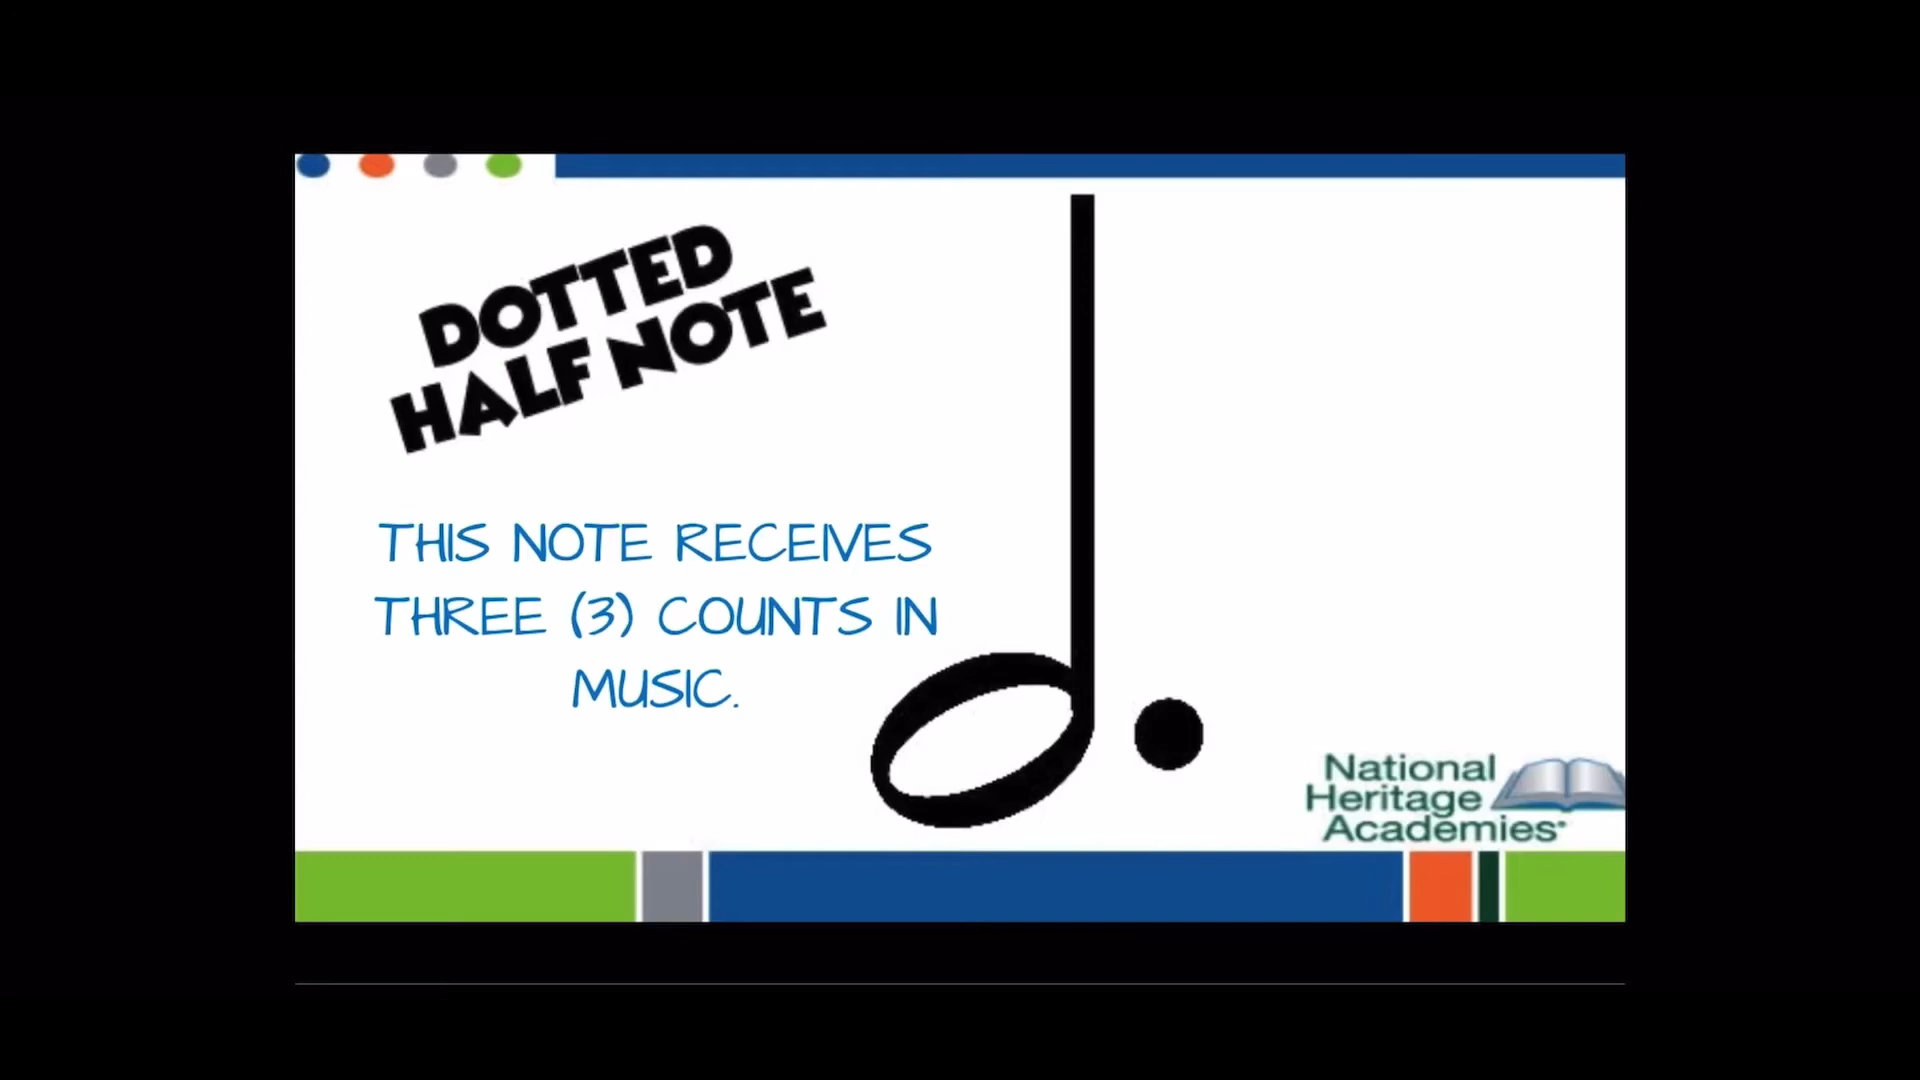 DOTTED
HALF NOTE
THIS NOTE RECEIVES
THREE (3) COUNTS IN
MUSIC.
National
Heritage
Academies